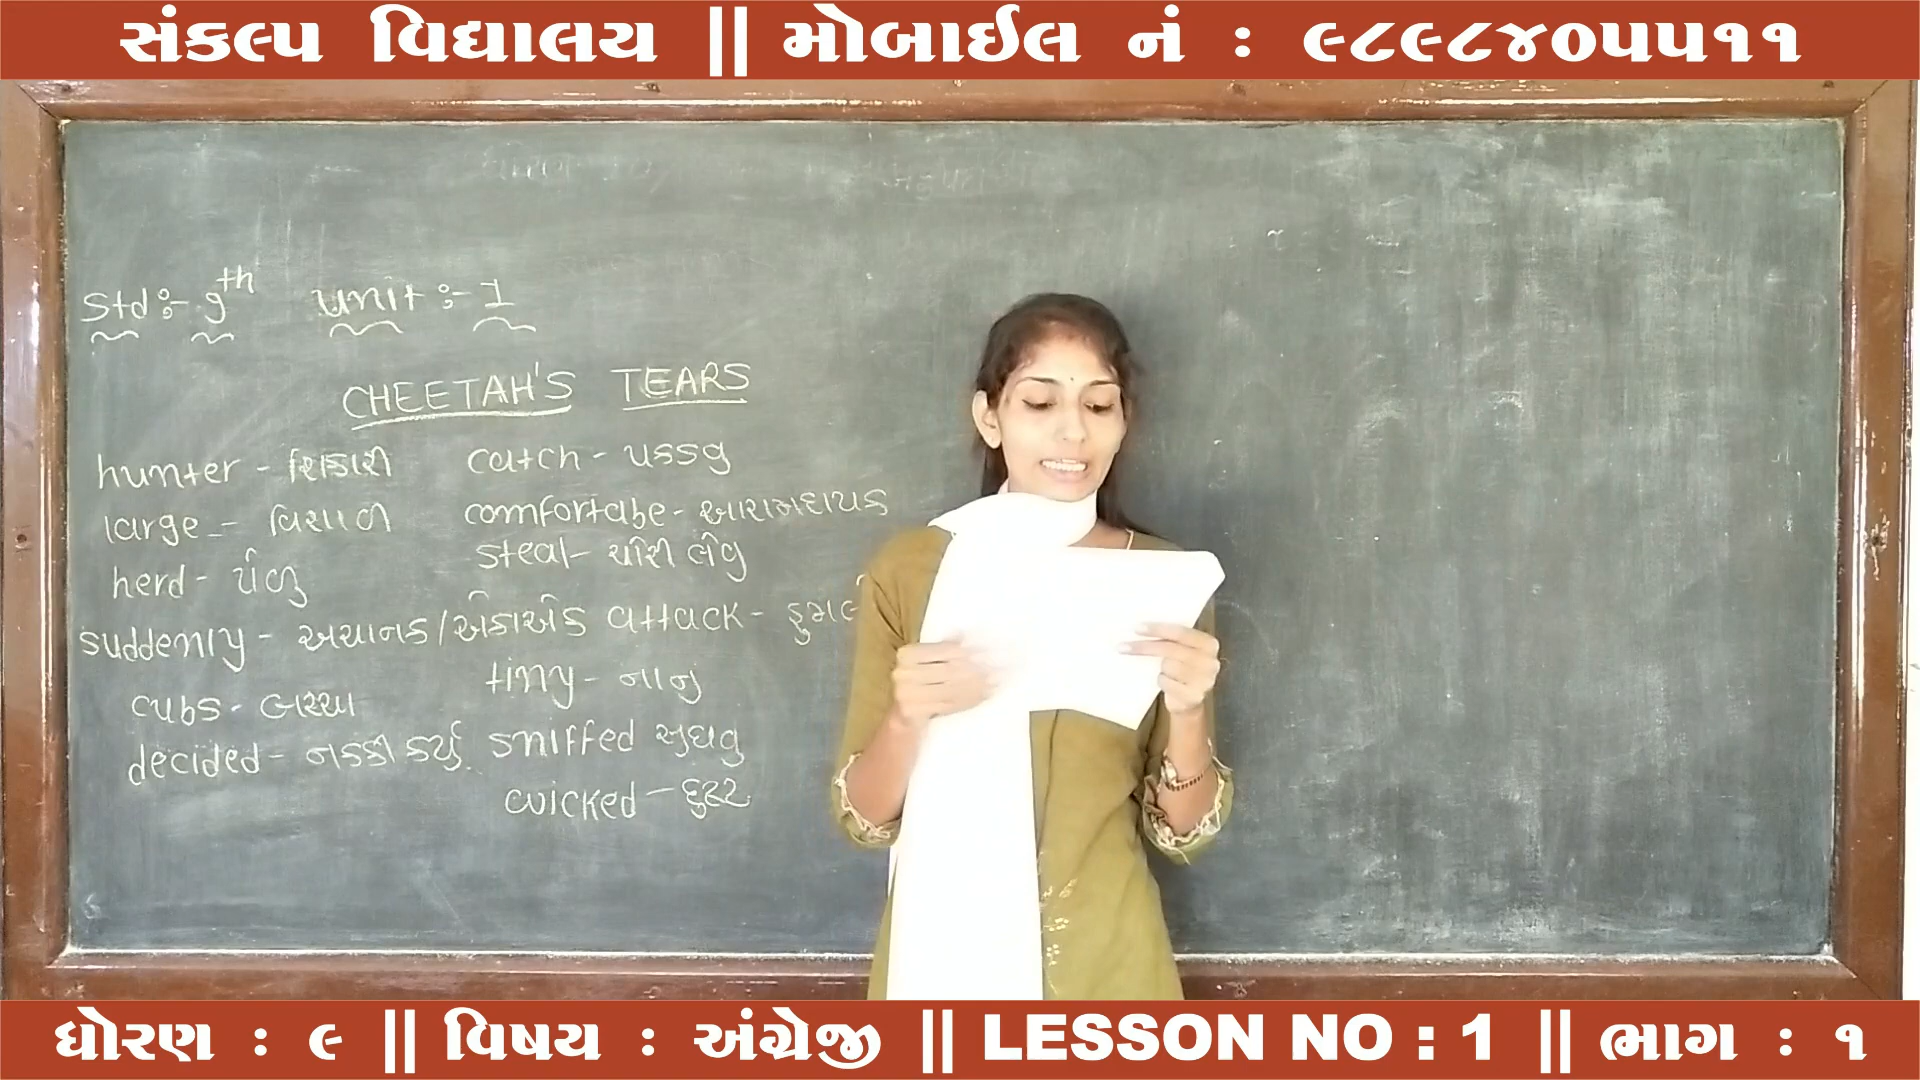 સંકલ્પ વિદ્યાલય || મોબાઈલ નં : ૯૮૯૮૪૦૫૫૧૧
Std :- 9th Unit :- 1
CHEETAH'S TEARS
hunter - શિકારી
large - વિશાળ
herd - ટોળુ
suddenly - અચાનક/એકાએક
cubs - બચ્ચા
decided - નક્કી કર્યુ
catch - પકડવુ
comfortabe - આરામદાયક
steal - ચોરી લેવુ
attack -
tiny - નાનુ
sniffed સુઘવુ
wicked - દુષ્ટ
ધોરણ : ૯ || વિષય : અંગ્રેજી || LESSON NO : 1 || ભાગ : ૧